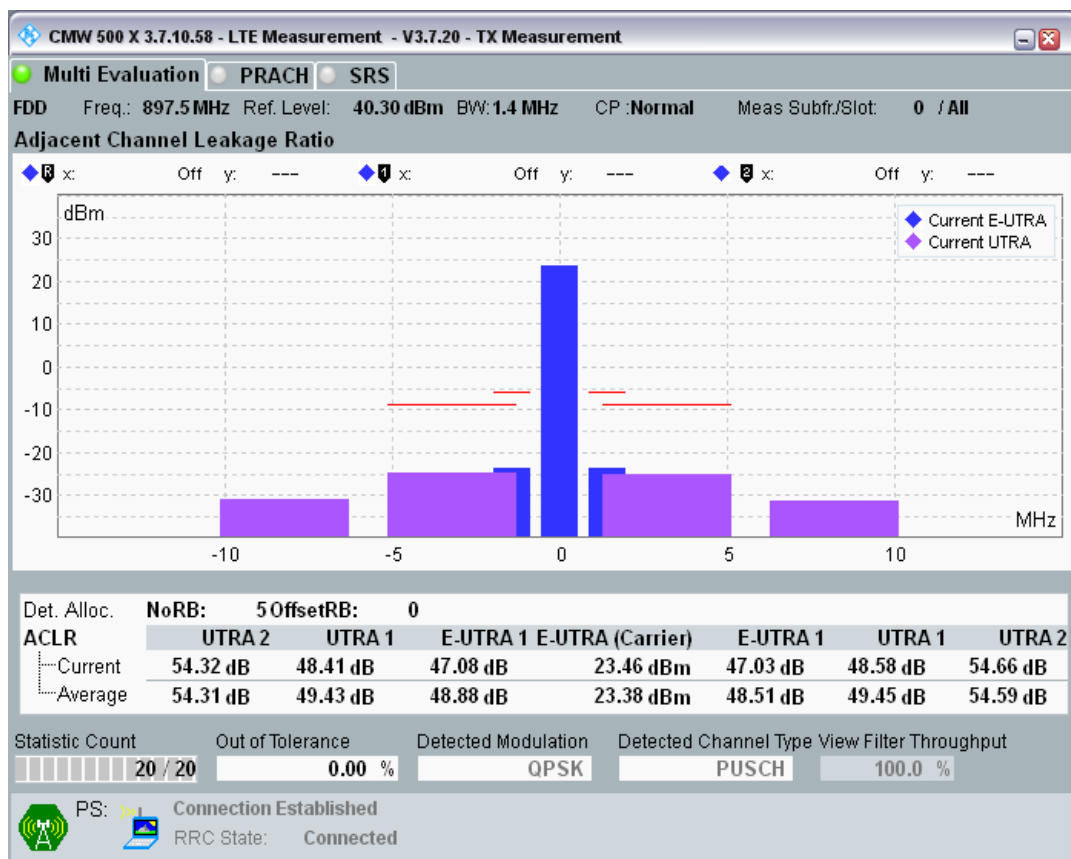 CMW 500 X 3.7.10.58 - LTE Measurement - V3.7.20 - TX Measurement
Multi Evaluation PRACH SRS
FDD Freq.: 897.5 MHz Ref. Level: 40.30 dBm BW: 1.4 MHz CP :Normal Meas Subfr./Slot: 0 / All
Adjacent Channel Leakage Ratio
R x: Off y: --- 1 x: Off y: --- 2 x: Off y: ---
dBm
Current E-UTRA
Current UTRA
30
20
10
0
-10
-20
-30
MHz
-10 -5 0 5 10
Det. Alloc. NoRB: 5 OffsetRB: 0
ACLR UTRA 2 UTRA 1 E-UTRA 1 E-UTRA (Carrier) E-UTRA 1 UTRA 1 UTRA 2
Current 54.32 dB 48.41 dB 47.08 dB 23.46 dBm 47.03 dB 48.58 dB 54.66 dB
Average 54.31 dB 49.43 dB 48.88 dB 23.38 dBm 48.51 dB 49.45 dB 54.59 dB
Statistic Count Out of Tolerance Detected Modulation Detected Channel Type View Filter Throughput
20 / 20 0.00 % QPSK PUSCH 100.0 %
PS: Connection Established
RRC State: Connected